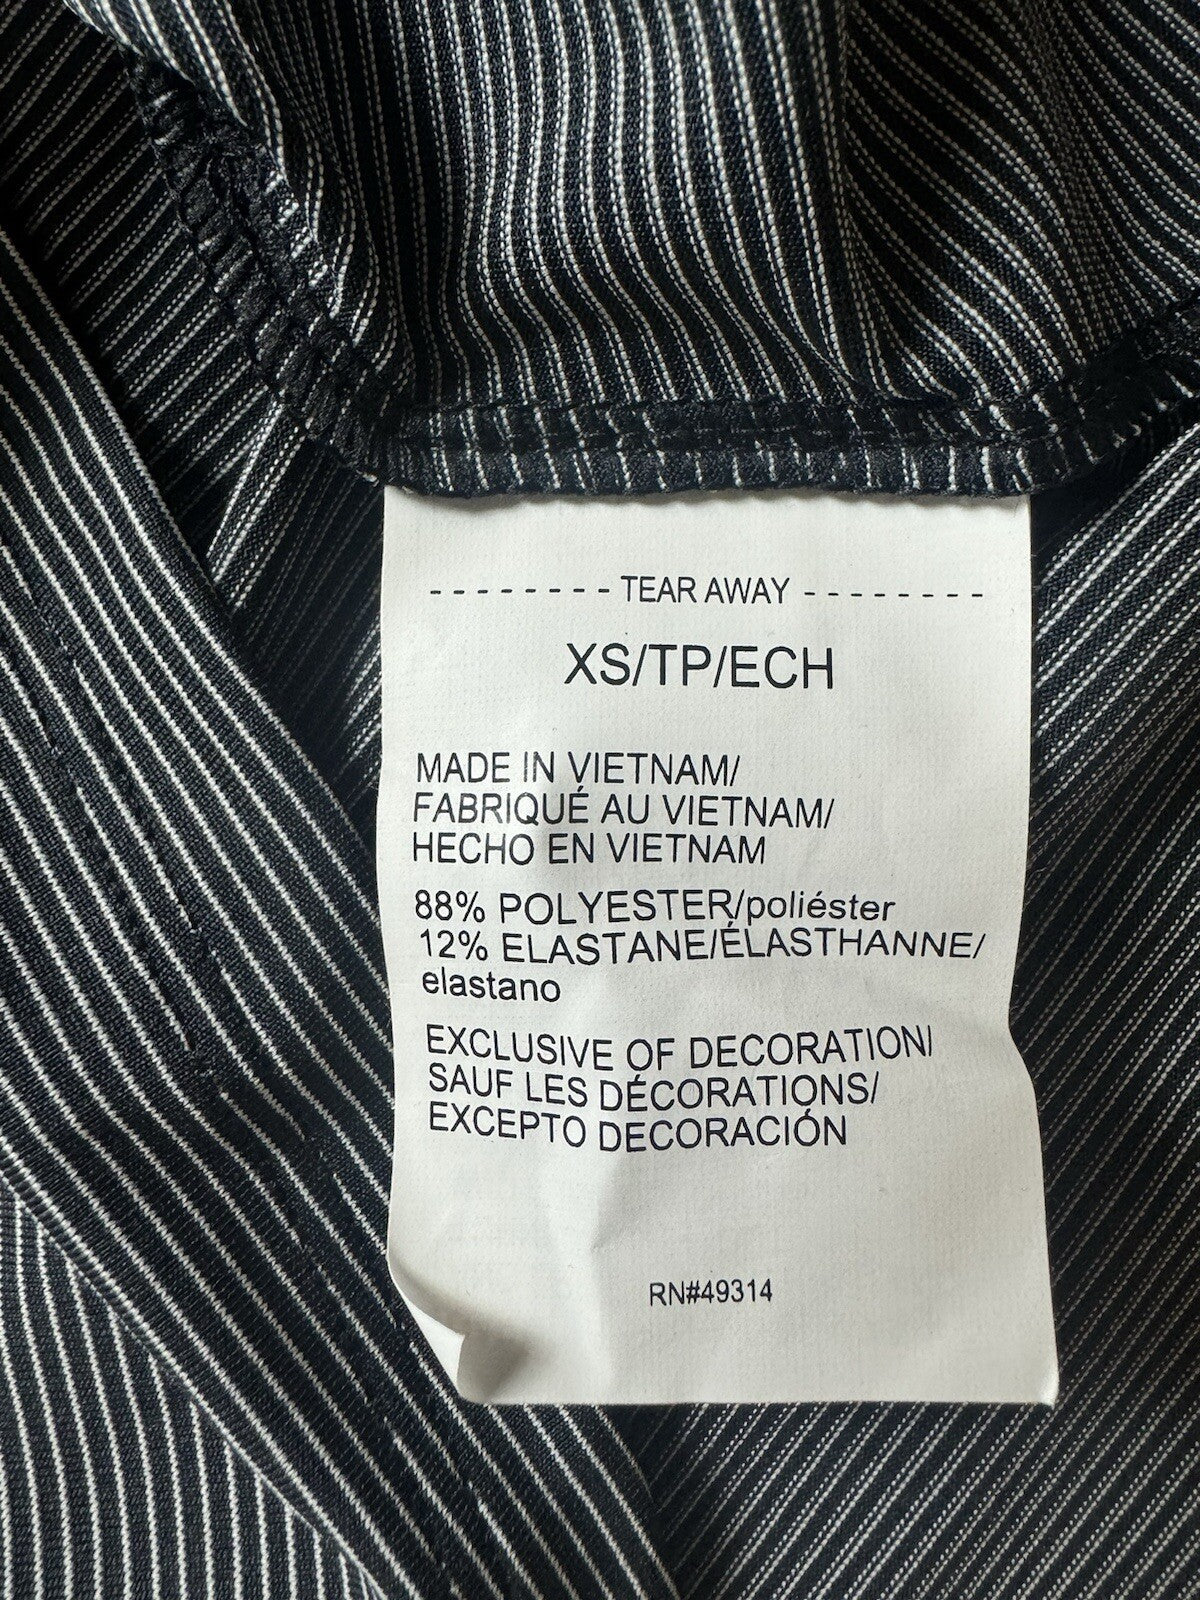 -------- TEAR AWAY --------
XS/TP/ECH
MADE IN VIETNAM/
FABRIQUÉ AU VIETNAM/
HECHO EN VIETNAM
88% POLYESTER/poliéster
12% ELASTANE/ÉLASTHANNE/
elastano
EXCLUSIVE OF DECORATION/
SAUF LES DÉCORATIONS/
EXCEPTO DECORACIÓN
RN#49314